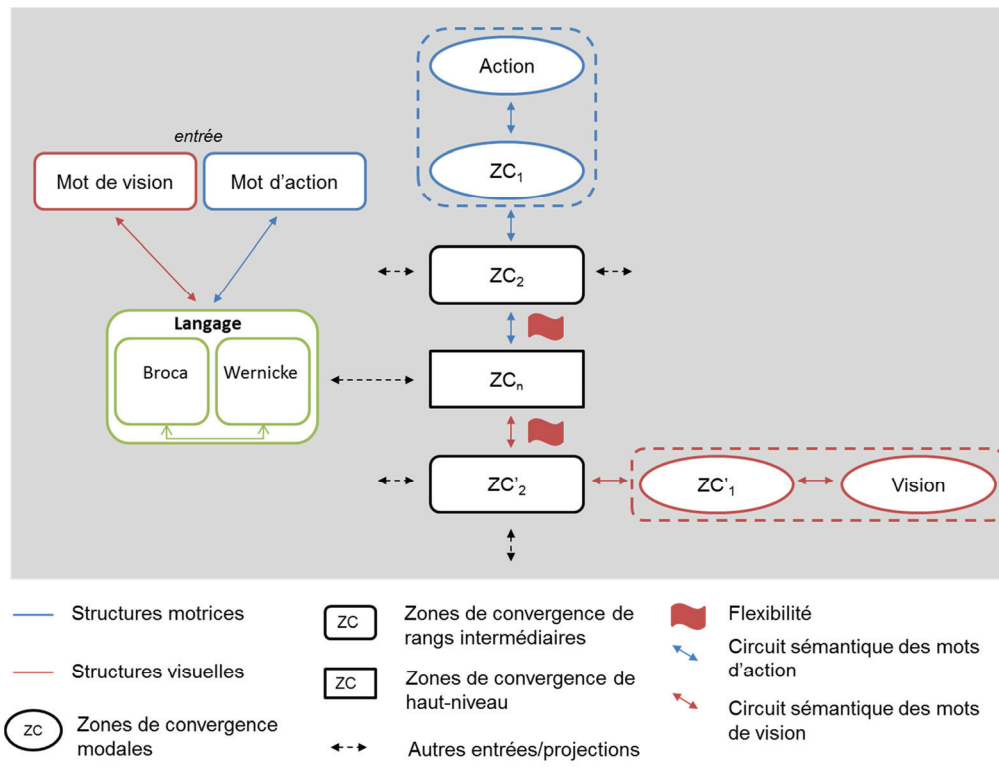 Action
entrée
Mot de vision
Mot d’action
ZC₁
ZC₂
Langage
Broca
Wernicke
ZCₙ
ZC’₂
ZC’₁
Vision
Structures motrices
Structures visuelles
ZC
Zones de convergence
modales
ZC
Zones de convergence de
rangs intermédiaires
ZC
Zones de convergence de
haut-niveau
Autres entrées/projections
Flexibilité
Circuit sémantique des mots
d’action
Circuit sémantique des mots
de vision